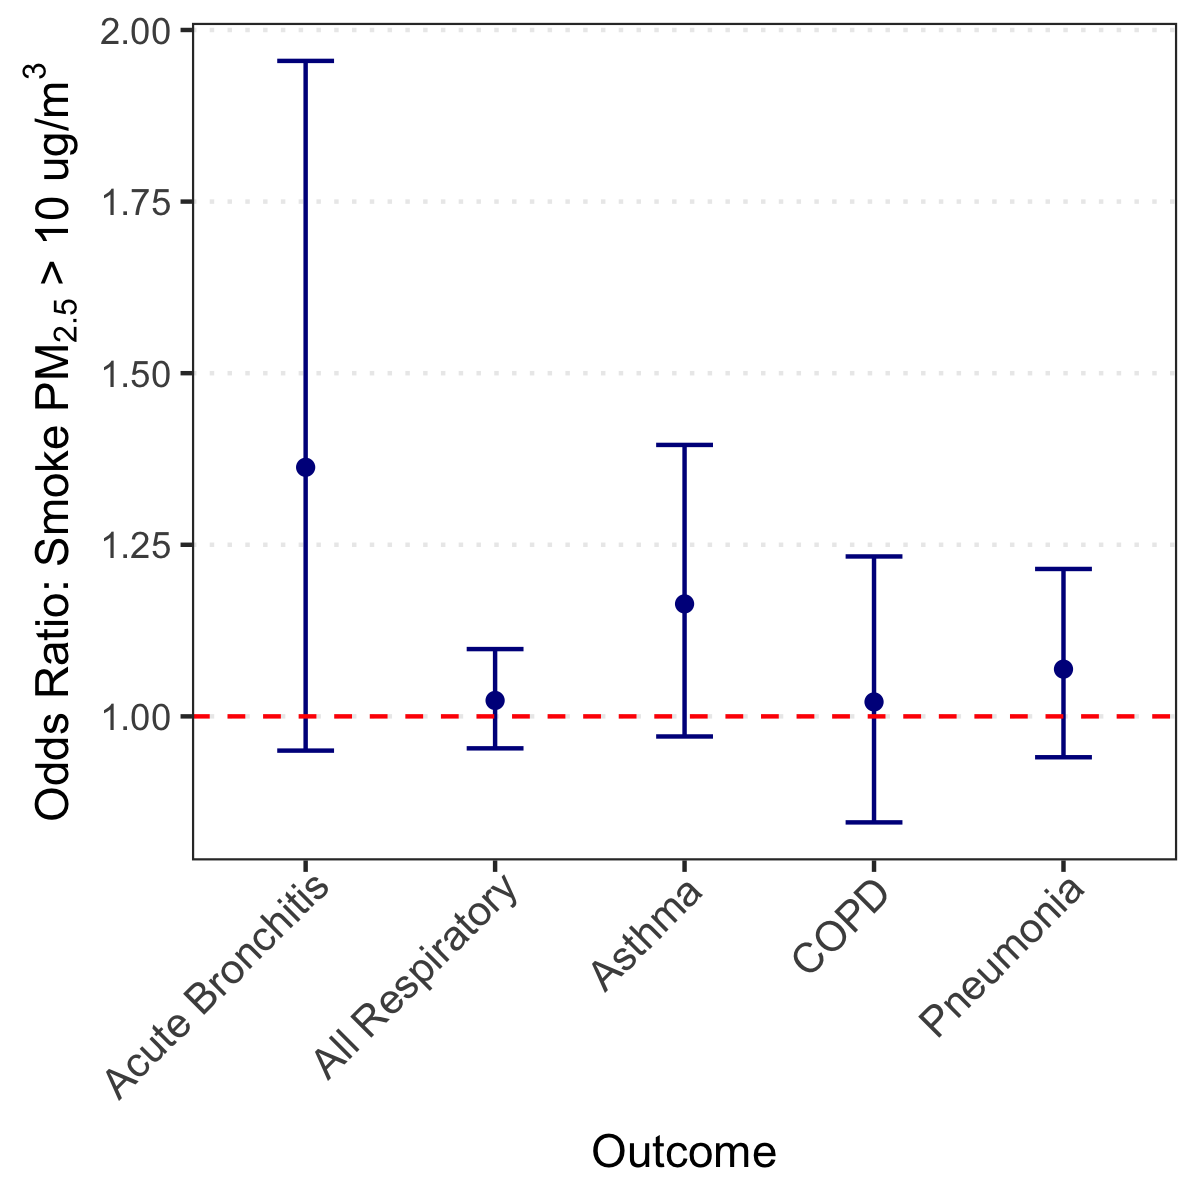 Odds Ratio: Smoke PM2.5 > 10 ug/m3
2.00
1.75
1.50
1.25
1.00
Acute Bronchitis
All Respiratory
Asthma
COPD
Pneumonia
Outcome